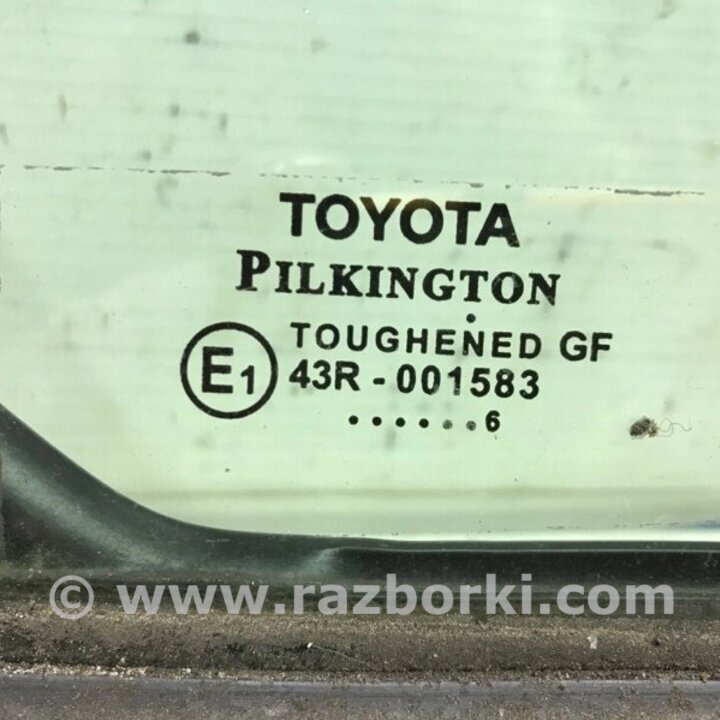 TOYOTA
PILKINGTON
TOUGHENED GF
E1 43R - 001583
......6
© www.razborki.com